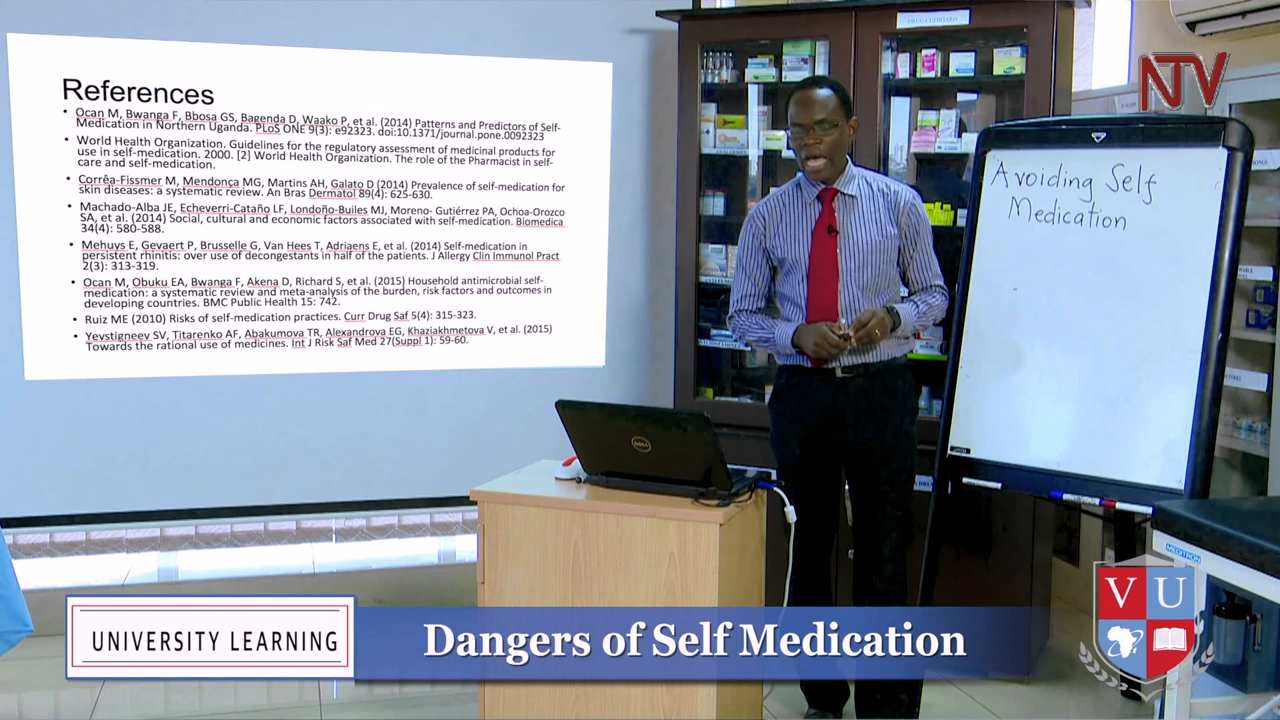 References
• Ocan M, Bwanga F, Bbosa GS, Bagenda D, Waako P, et al. (2014) Patterns and Predictors of Self-
Medication in Northern Uganda. PLoS ONE 9(3): e92323. doi:10.1371/journal.pone.0092323
• World Health Organization. Guidelines for the regulatory assessment of medicinal products for
use in self-medication. 2000. [2] World Health Organization. The role of the Pharmacist in self-
care and self-medication.
• Corrêa-Fissmer M, Mendonça MG, Martins AH, Galato D (2014) Prevalence of self-medication for
skin diseases: a systematic review. An Bras Dermatol 89(4): 625-630.
• Machado-Alba JE, Echeverri-Cataño LF, Londoño-Builes MJ, Moreno- Gutiérrez PA, Ochoa-Orozco
SA, et al. (2014) Social, cultural and economic factors associated with self-medication. Biomedica
34(4): 580-588.
• Mehuys E, Gevaert P, Brusselle G, Van Hees T, Adriaens E, et al. (2014) Self-medication in
persistent rhinitis: over use of decongestants in half of the patients. J Allergy Clin Immunol Pract
2(3): 313-319.
• Ocan M, Obuku EA, Bwanga F, Akena D, Richard S, et al. (2015) Household antimicrobial self-
medication: a systematic review and meta-analysis of the burden, risk factors and outcomes in
developing countries. BMC Public Health 15: 742.
• Ruiz ME (2010) Risks of self-medication practices. Curr Drug Saf 5(4): 315-323.
• Yevstigneev SV, Titarenko AF, Abakumova TR, Alexandrova EG, Khaziakhmetova V, et al. (2015)
Towards the rational use of medicines. Int J Risk Saf Med 27(Suppl 1): 59-60.
DRUG CUPBOARD
NTV
Avoiding Self
Medication
DELL
MEDITRON
UNIVERSITY LEARNING
Dangers of Self Medication
VU